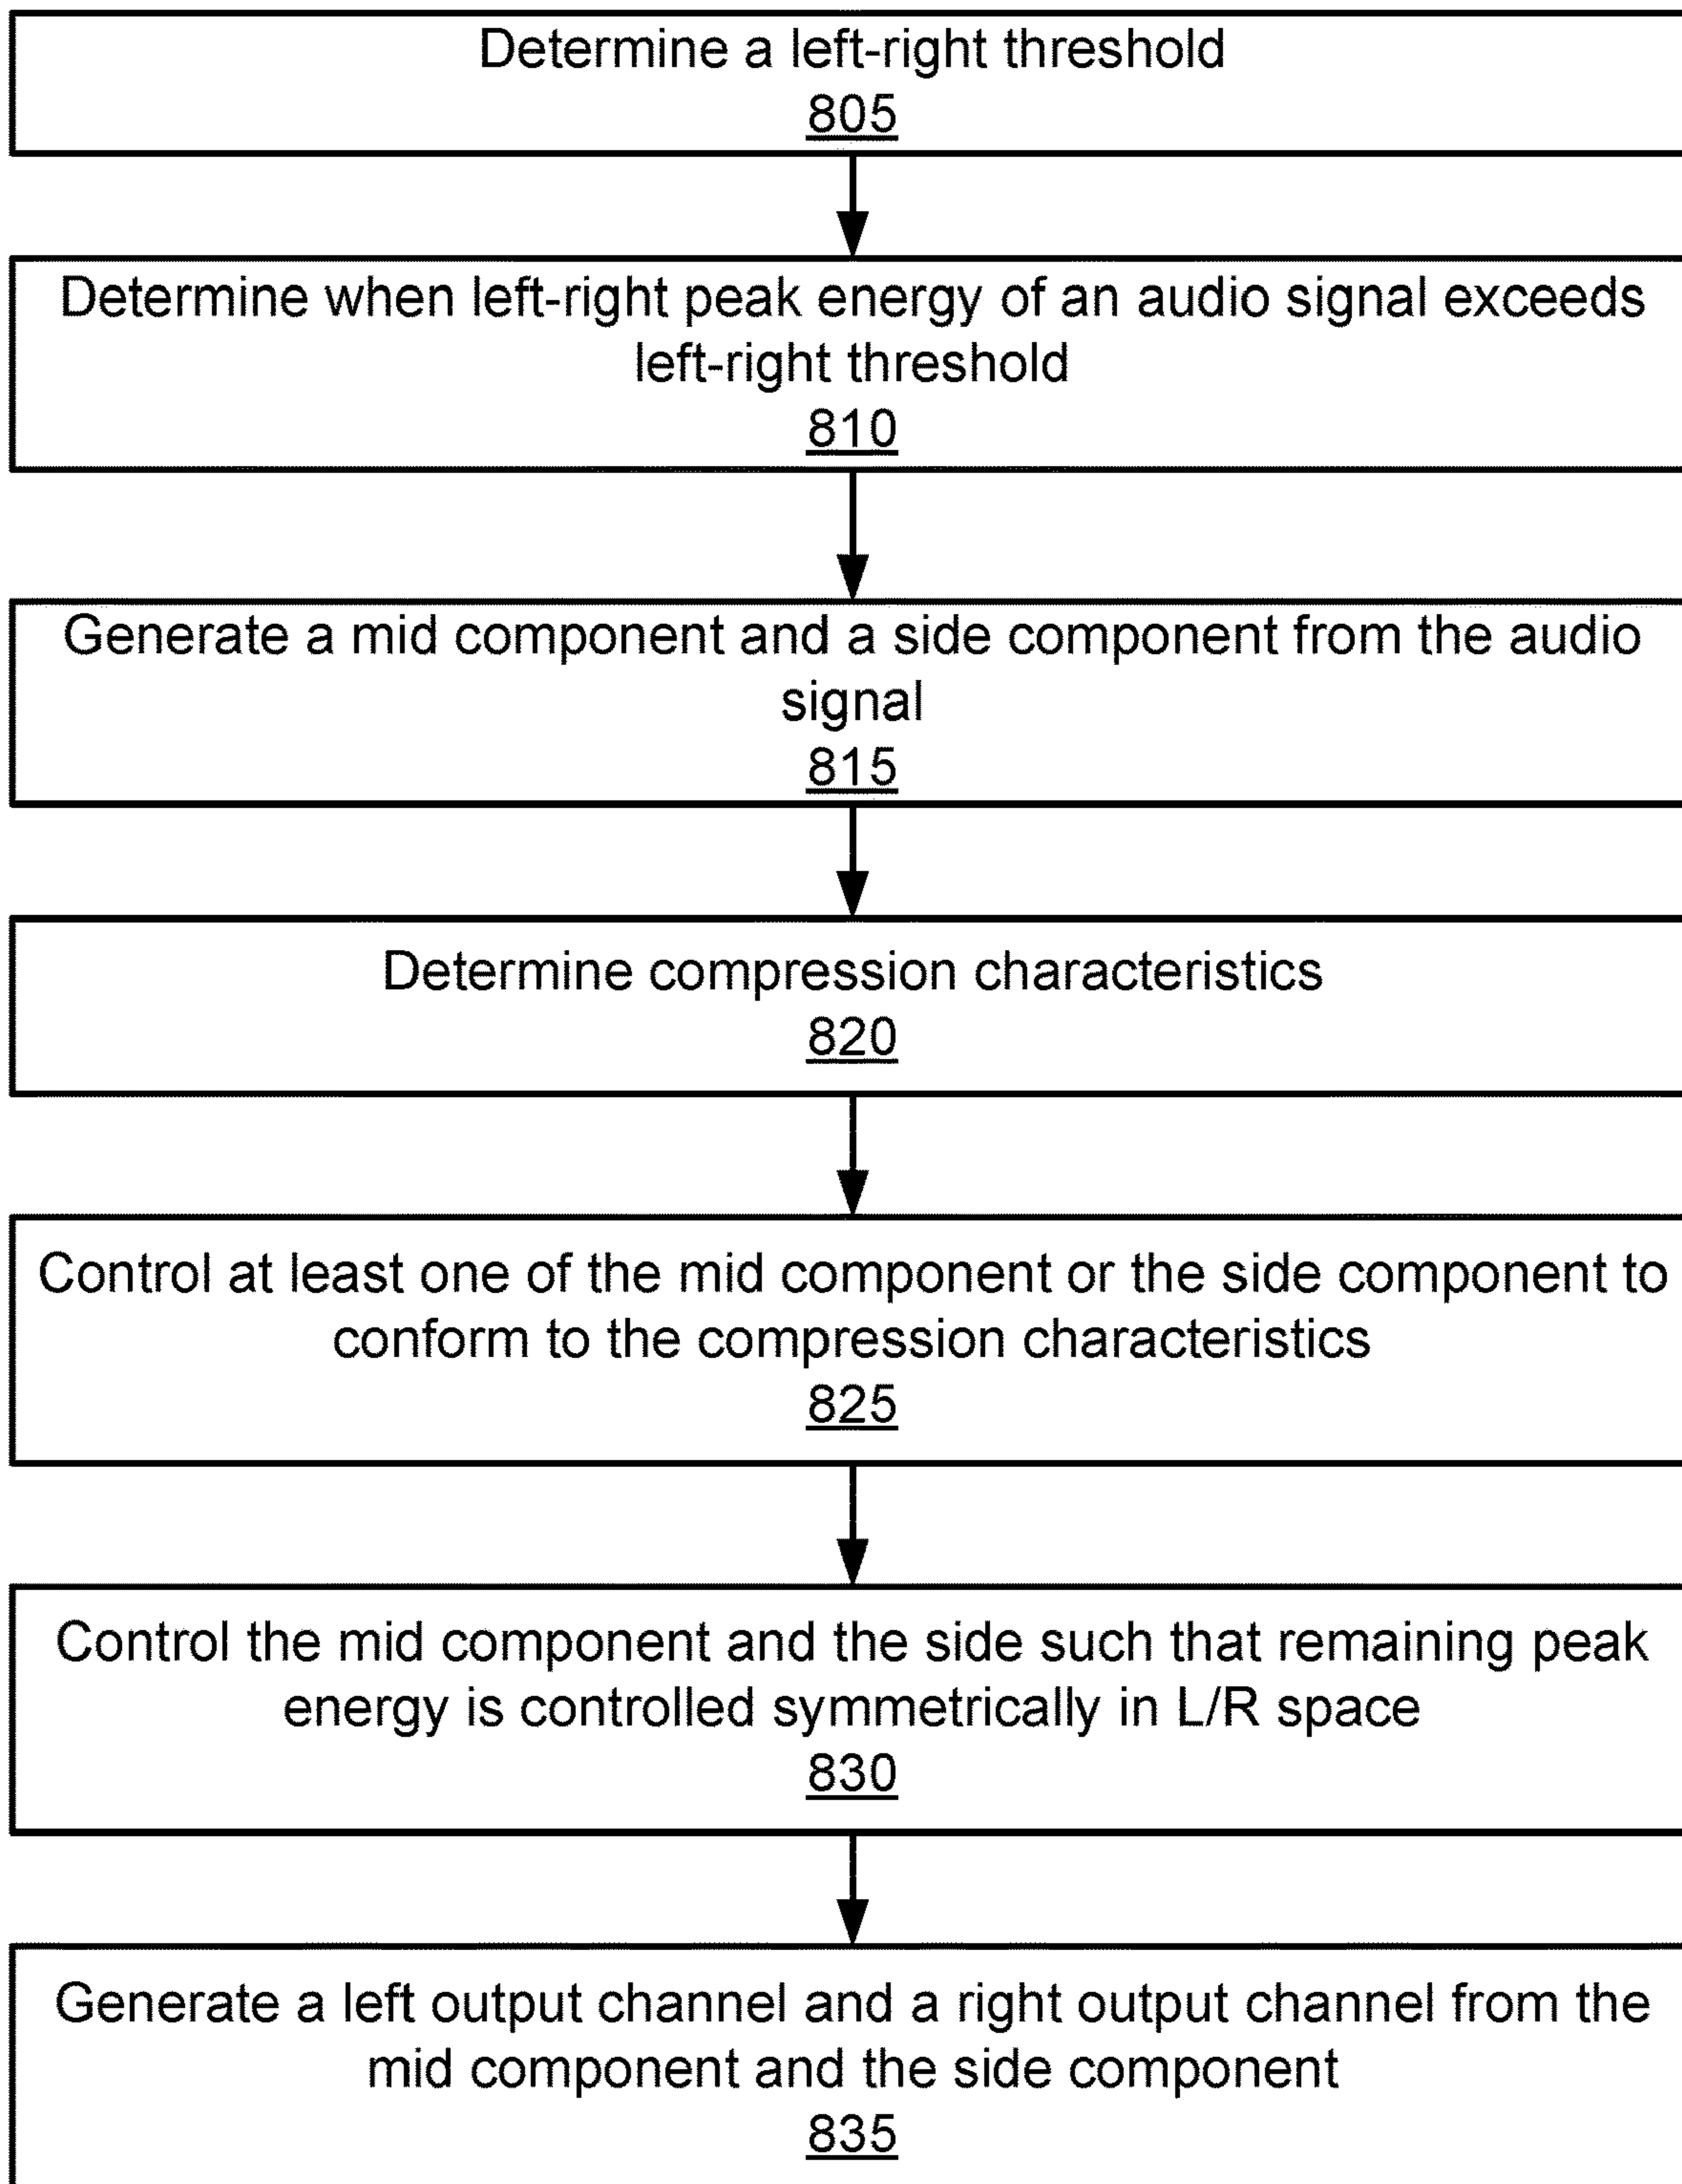 Determine a left-right threshold
805
Determine when left-right peak energy of an audio signal exceeds
left-right threshold
810
Generate a mid component and a side component from the audio
signal
815
Determine compression characteristics
820
Control at least one of the mid component or the side component to
conform to the compression characteristics
825
Control the mid component and the side such that remaining peak
energy is controlled symmetrically in L/R space
830
Generate a left output channel and a right output channel from the
mid component and the side component
835